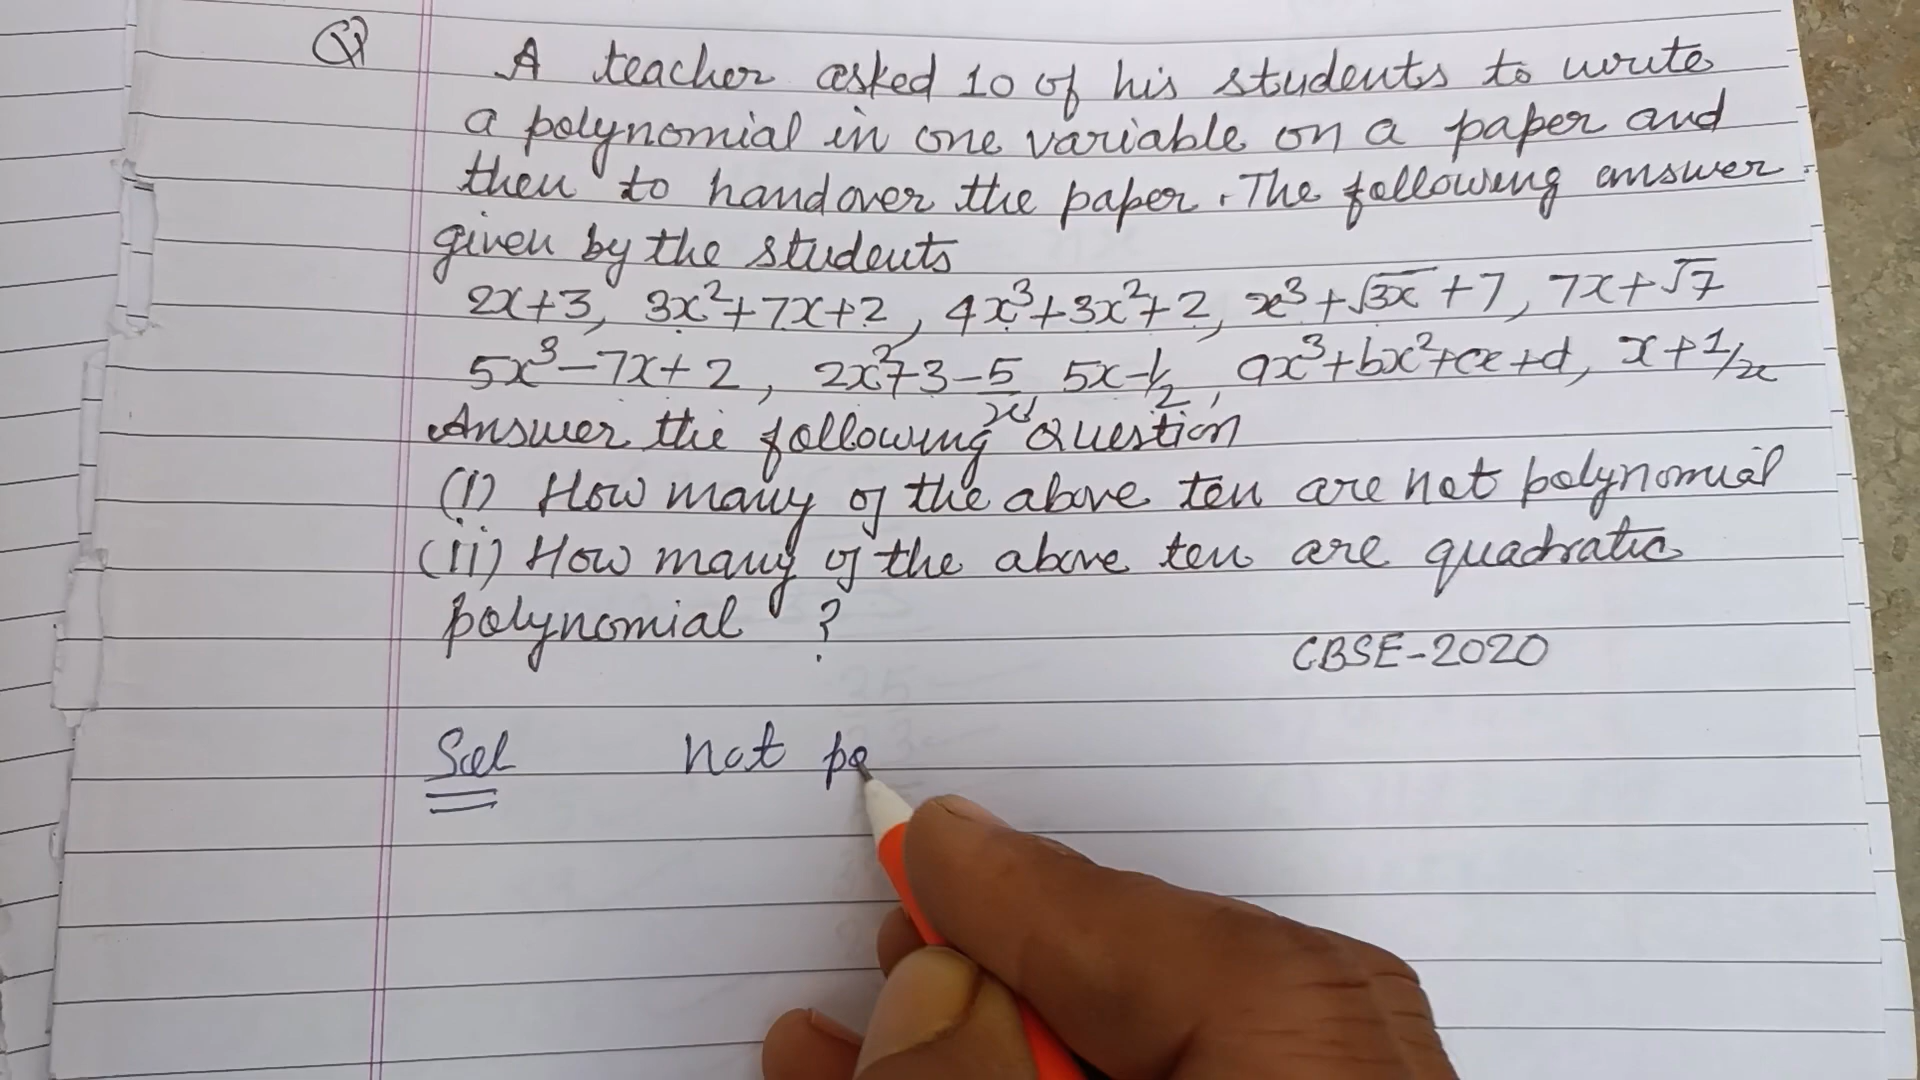 Q
A teacher asked 10 of his students to write
a polynomial in one variable on a paper and
then to handover the paper. The following answer
given by the students
2x+3, 3x²+7x+2, 4x³+3x²+2, x³+√3x+7, 7x+√7
5x³-7x+2, 2x²+3-5/x, 5x-1/2, ax³+bx²+cx+d, x+1/x
Answer the following Question
(I) How many of the above ten are not polynomial
(ii) How many of the above ten are quadratic
polynomial ?
CBSE-2020
Sol not po